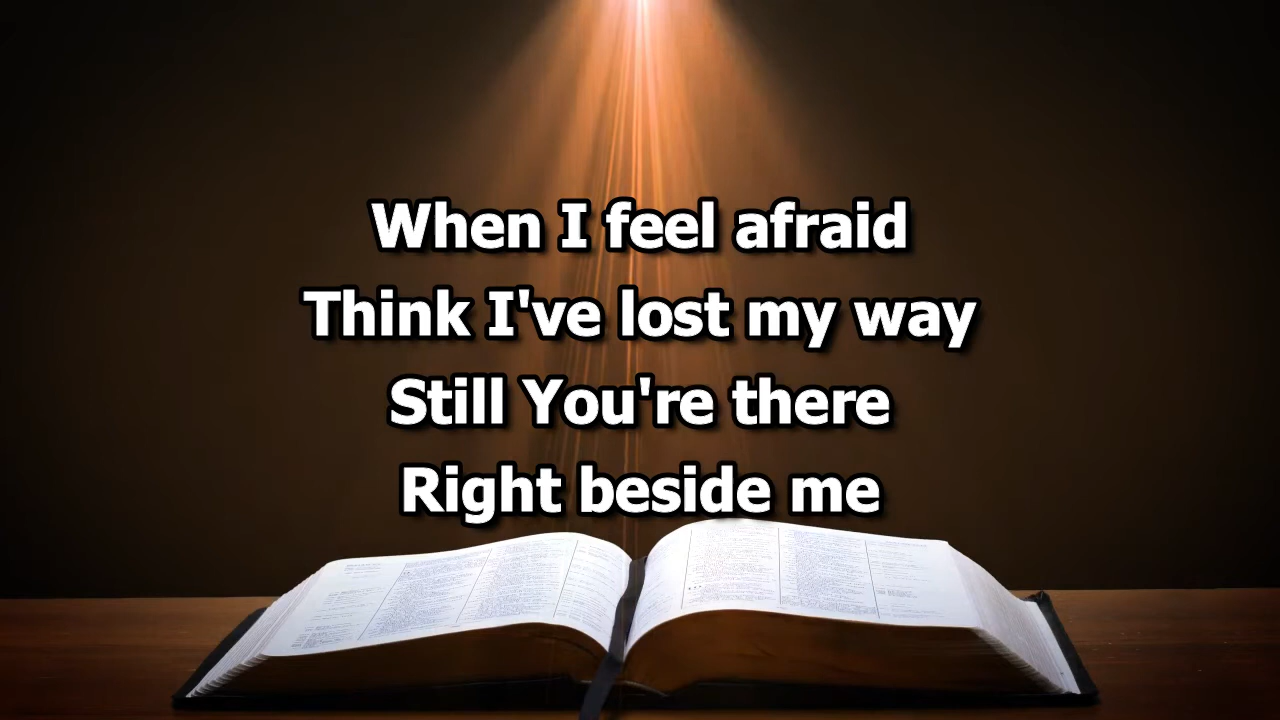 When I feel afraid
Think I've lost my way
Still You're there
Right beside me